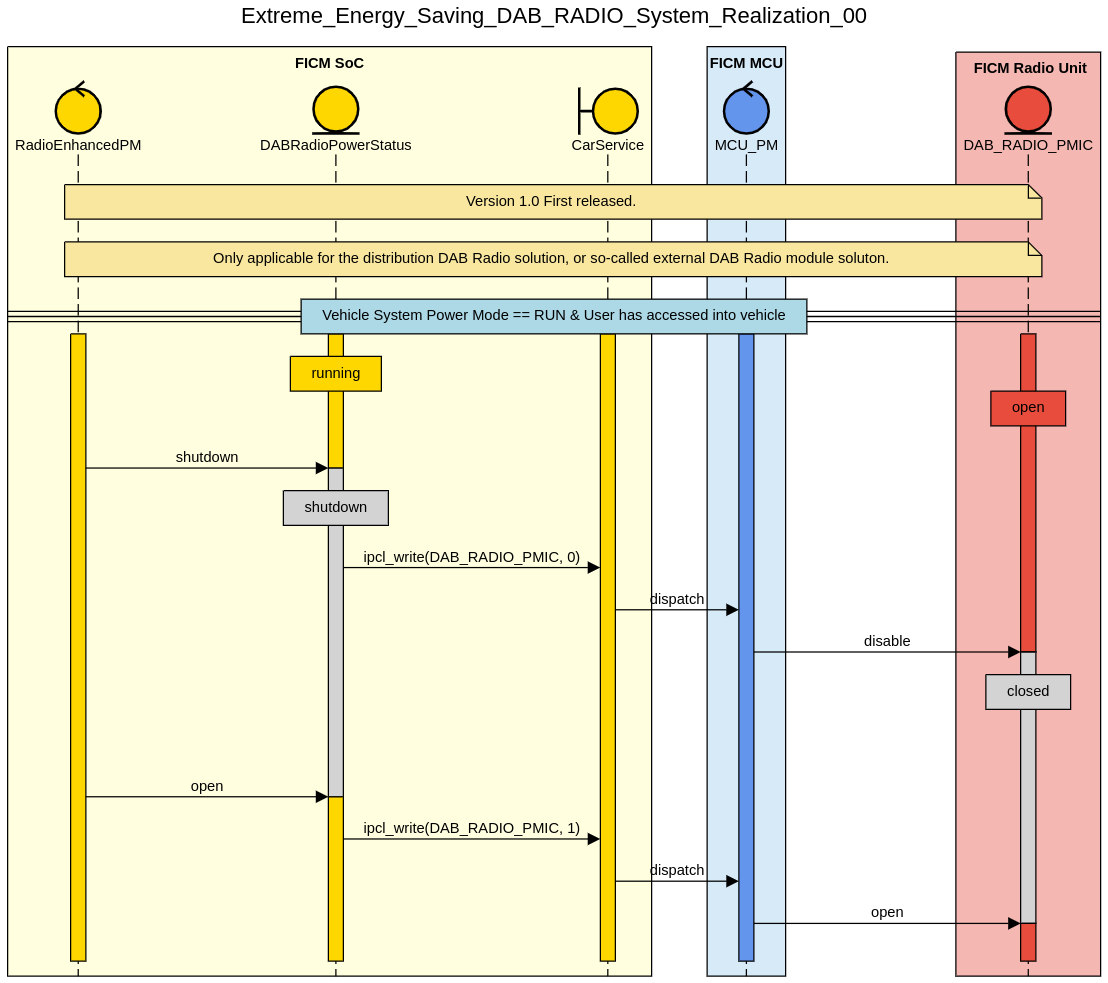 Extreme_Energy_Saving_DAB_RADIO_System_Realization_00
FICM SoC
FICM MCU
FICM Radio Unit
RadioEnhancedPM
DABRadioPowerStatus
CarService
MCU_PM
DAB_RADIO_PMIC
Version 1.0 First released.
Only applicable for the distribution DAB Radio solution, or so-called external DAB Radio module soluton.
Vehicle System Power Mode == RUN & User has accessed into vehicle
running
open
shutdown
shutdown
ipcl_write(DAB_RADIO_PMIC, 0)
dispatch
disable
closed
open
ipcl_write(DAB_RADIO_PMIC, 1)
dispatch
open